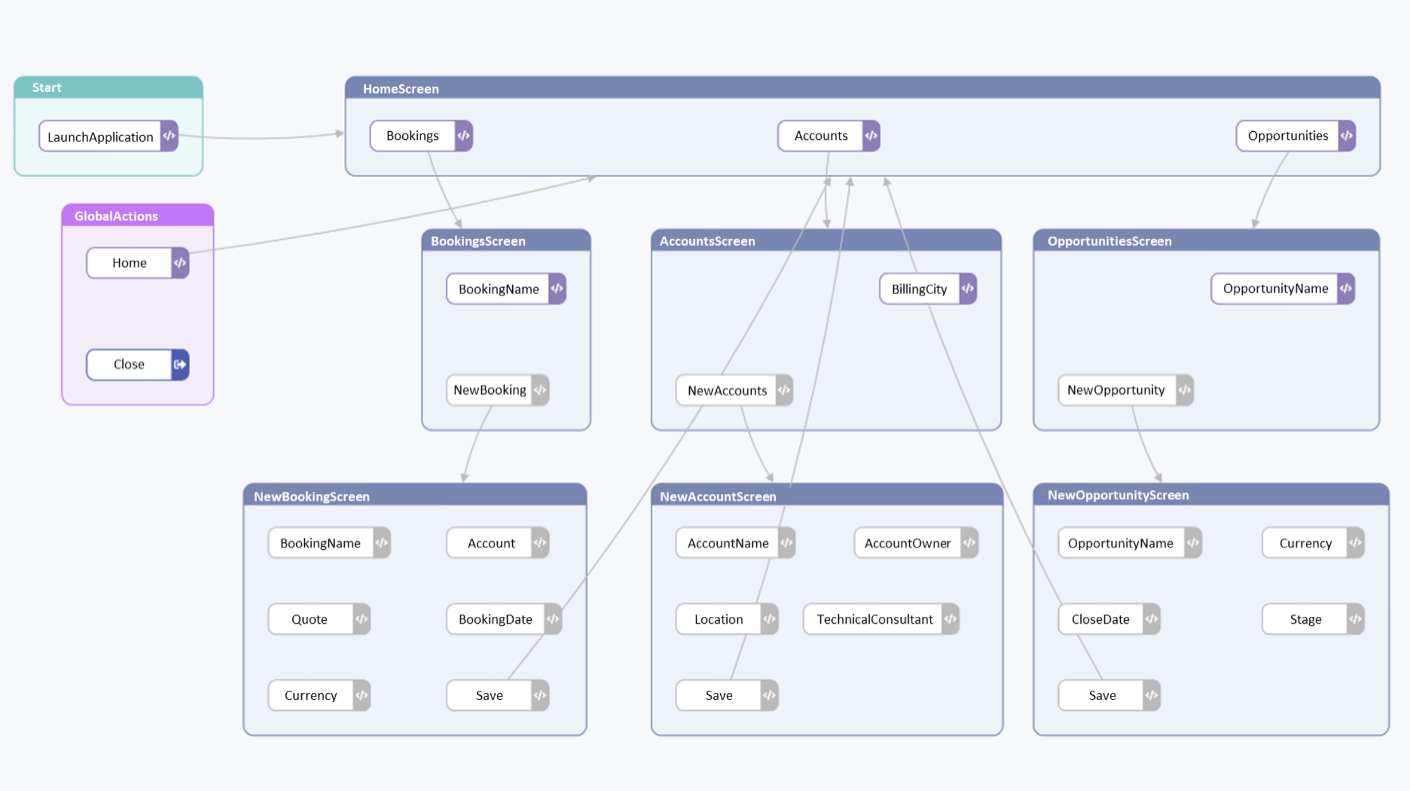 Start
LaunchApplication
HomeScreen
Bookings
Accounts
Opportunities
GlobalActions
Home
Close
BookingsScreen
BookingName
NewBooking
AccountsScreen
BillingCity
NewAccounts
OpportunitiesScreen
OpportunityName
NewOpportunity
NewBookingScreen
BookingName
Account
Quote
BookingDate
Currency
Save
NewAccountScreen
AccountName
AccountOwner
Location
TechnicalConsultant
Save
NewOpportunityScreen
OpportunityName
Currency
CloseDate
Stage
Save